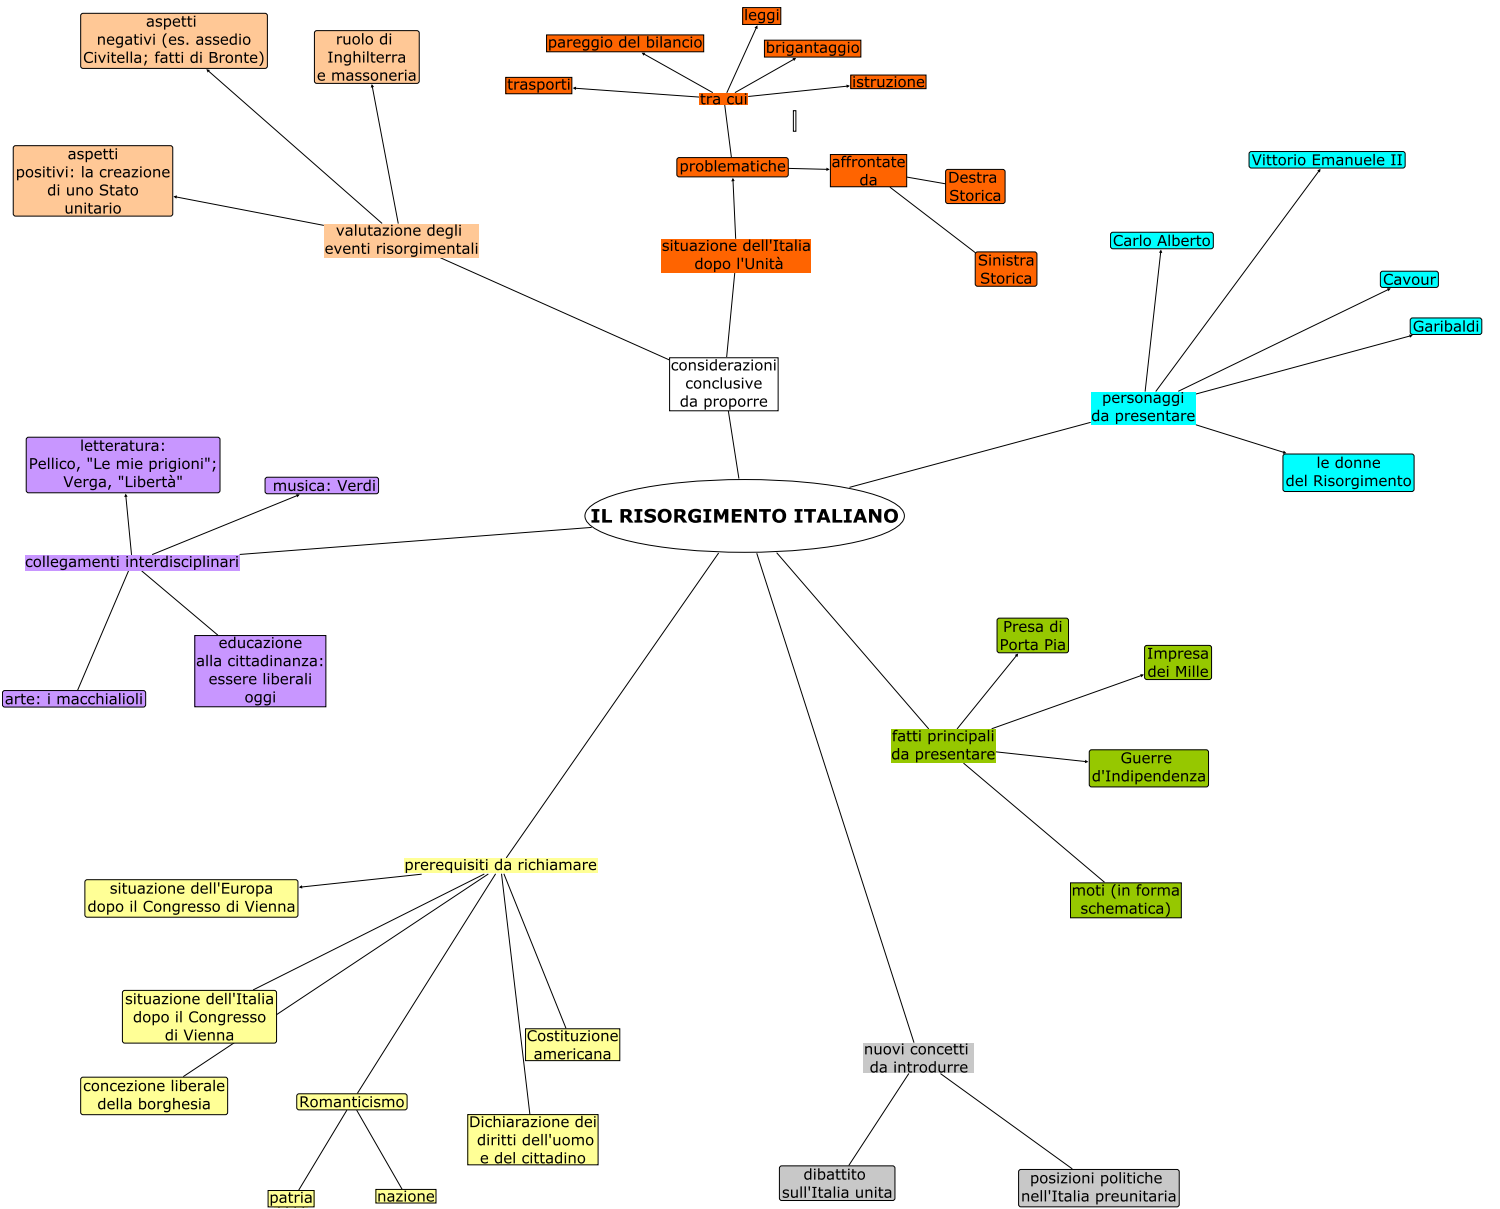 aspetti
negativi (es. assedio
Civitella; fatti di Bronte)
ruolo di
Inghilterra
e massoneria
aspetti
positivi: la creazione
di uno Stato
unitario
valutazione degli
eventi risorgimentali
leggi
pareggio del bilancio
brigantaggio
trasporti
istruzione
tra cui
problematiche
affrontate
da
Destra
Storica
Sinistra
Storica
situazione dell'Italia
dopo l'Unità
considerazioni
conclusive
da proporre
Vittorio Emanuele II
Carlo Alberto
Cavour
Garibaldi
personaggi
da presentare
le donne
del Risorgimento
letteratura:
Pellico, "Le mie prigioni";
Verga, "Libertà"
musica: Verdi
collegamenti interdisciplinari
educazione
alla cittadinanza:
essere liberali
oggi
arte: i macchialioli
IL RISORGIMENTO ITALIANO
Presa di
Porta Pia
Impresa
dei Mille
fatti principali
da presentare
Guerre
d'Indipendenza
moti (in forma
schematica)
prerequisiti da richiamare
situazione dell'Europa
dopo il Congresso di Vienna
situazione dell'Italia
dopo il Congresso
di Vienna
concezione liberale
della borghesia
Romanticismo
patria
nazione
Dichiarazione dei
diritti dell'uomo
e del cittadino
Costituzione
americana
nuovi concetti
da introdurre
dibattito
sull'Italia unita
posizioni politiche
nell'Italia preunitaria